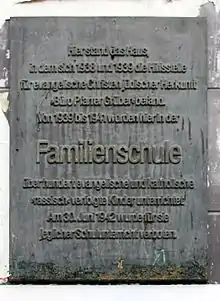 Hier stand das Haus,
in dem sich 1938 und 1939 die Hilfsstelle
für evangelische Christen jüdischer Herkunft
»Büro Pfarrer Grüber« befand.
Von 1939 bis 1941 wurden hier in der
Familienschule
über hundert evangelische und katholische
»rassisch« verfolgte Kinder unterrichtet.
Am 30. Juni 1942 wurde für sie
jeglicher Schulunterricht verboten.